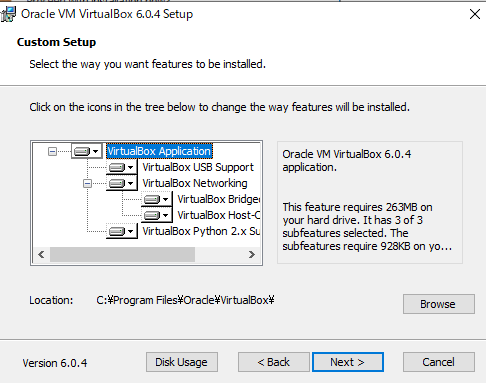 Oracle VM VirtualBox 6.0.4 Setup
Custom Setup
Select the way you want features to be installed.
Click on the icons in the tree below to change the way features will be installed.
VirtualBox Application
VirtualBox USB Support
VirtualBox Networking
VirtualBox Bridged
VirtualBox Host-O
VirtualBox Python 2.x Su
Oracle VM VirtualBox 6.0.4
application.
This feature requires 263MB on
your hard drive. It has 3 of 3
subfeatures selected. The
subfeatures require 928KB on yo...
Location: C:¥Program Files¥Oracle¥VirtualBox¥
Browse
Version 6.0.4
Disk Usage
< Back
Next >
Cancel